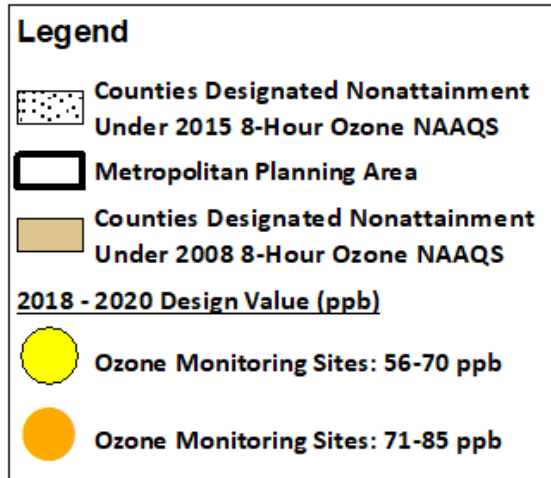 Legend
Counties Designated Nonattainment
Under 2015 8-Hour Ozone NAAQS
Metropolitan Planning Area
Counties Designated Nonattainment
Under 2008 8-Hour Ozone NAAQS
2018 - 2020 Design Value (ppb)
Ozone Monitoring Sites: 56-70 ppb
Ozone Monitoring Sites: 71-85 ppb